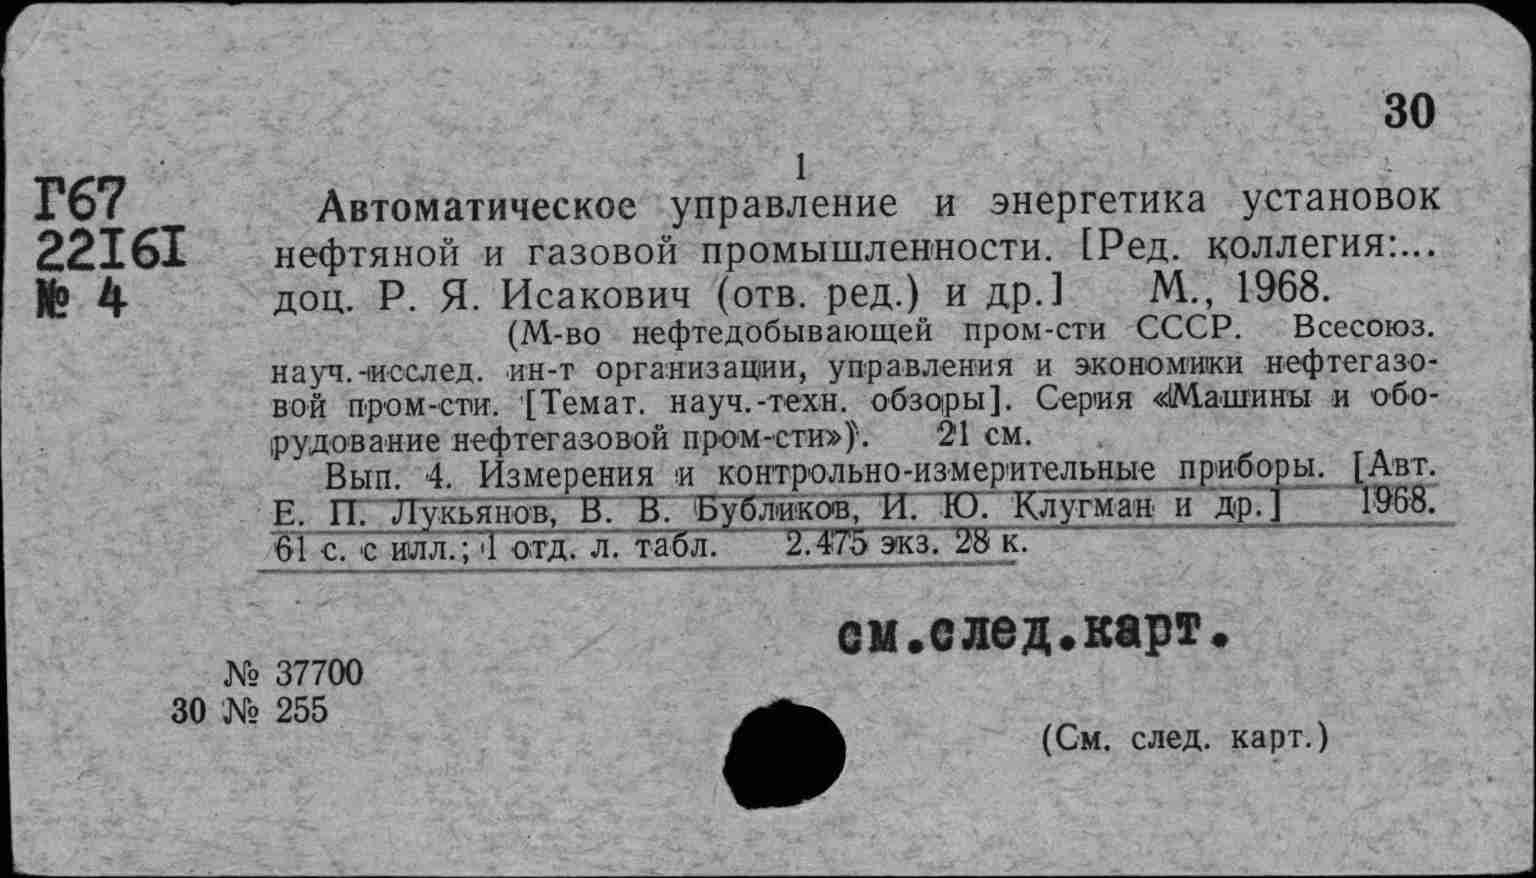 30
1
Г67
22161
№ 4
Автоматическое управление и энергетика установок
нефтяной и газовой промышленности. [Ред. коллегия:...
доц. Р. Я. Исакович (отв. ред.) и др.] М., 1968.
(М-во нефтедобывающей пром-сти СССР. Всесоюз.
науч.-исслед. ин-т организации, управления и экономики нефтегазо-
вой пром-сти. [Темат. науч.-техн. обзоры]. Серия «Машины и обо-
рудование нефтегазовой пром-сти»). 21 см.
Вып. 4. Измерения и контрольно-измерительные приборы. [Авт.
Е. П. Лукьянов, В. В. Бубликов, И. Ю. Клугман и др.] 1968.
61 с. с илл.; 1 отд. л. табл. 2.475 экз. 28 к.
см.след.карт.
№ 37700
30 № 255
(См. след. карт.)